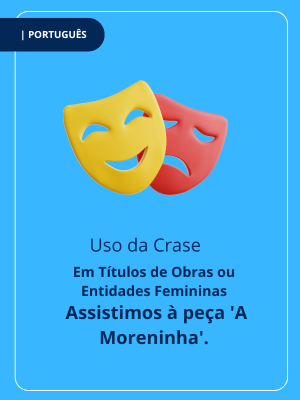 | PORTUGUÊS
Uso da Crase
Em Títulos de Obras ou
Entidades Femininas
Assistimos à peça 'A
Moreninha'.